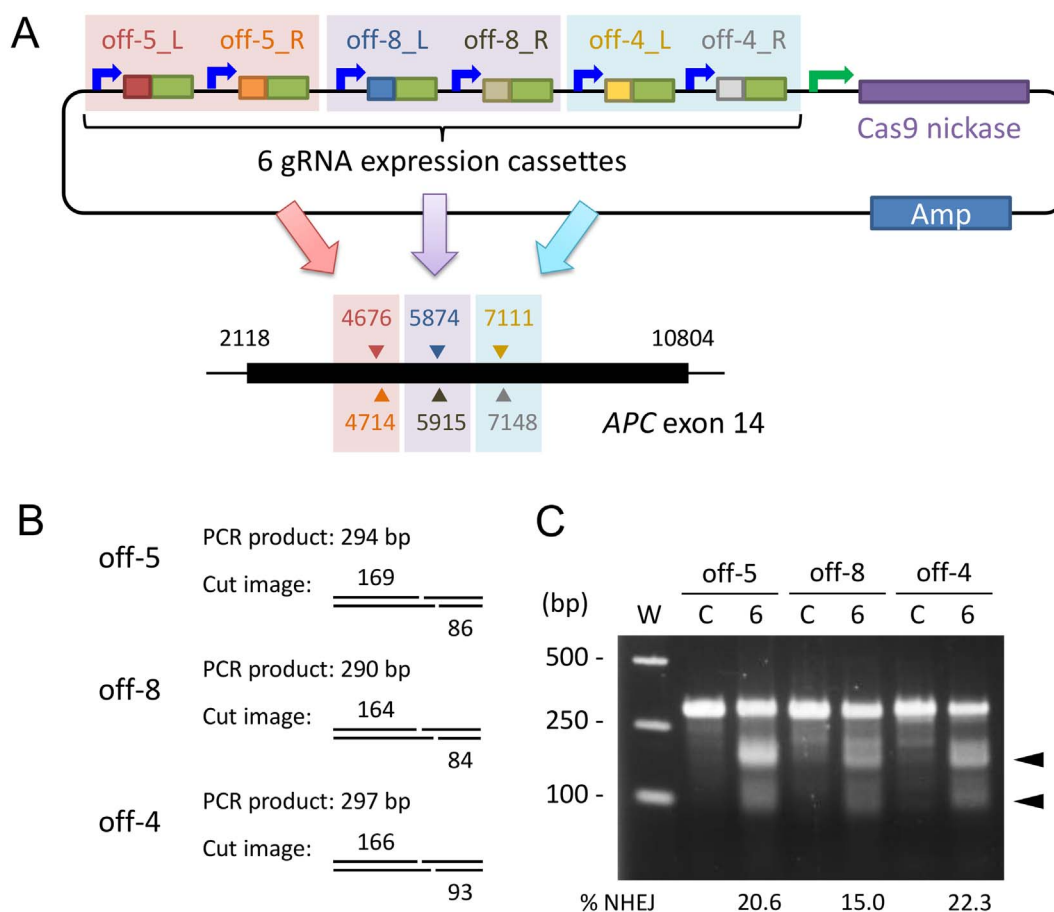 A
off-5_L off-5_R off-8_L off-8_R off-4_L off-4_R
Cas9 nickase
6 gRNA expression cassettes
Amp
4676 5874 7111
2118 10804
4714 5915 7148
APC exon 14
B
off-5
PCR product: 294 bp
Cut image: 169
86
off-8
PCR product: 290 bp
Cut image: 164
84
off-4
PCR product: 297 bp
Cut image: 166
93
C
off-5 off-8 off-4
(bp) W C 6 C 6 C 6
500 -
250 -
100 -
% NHEJ 20.6 15.0 22.3